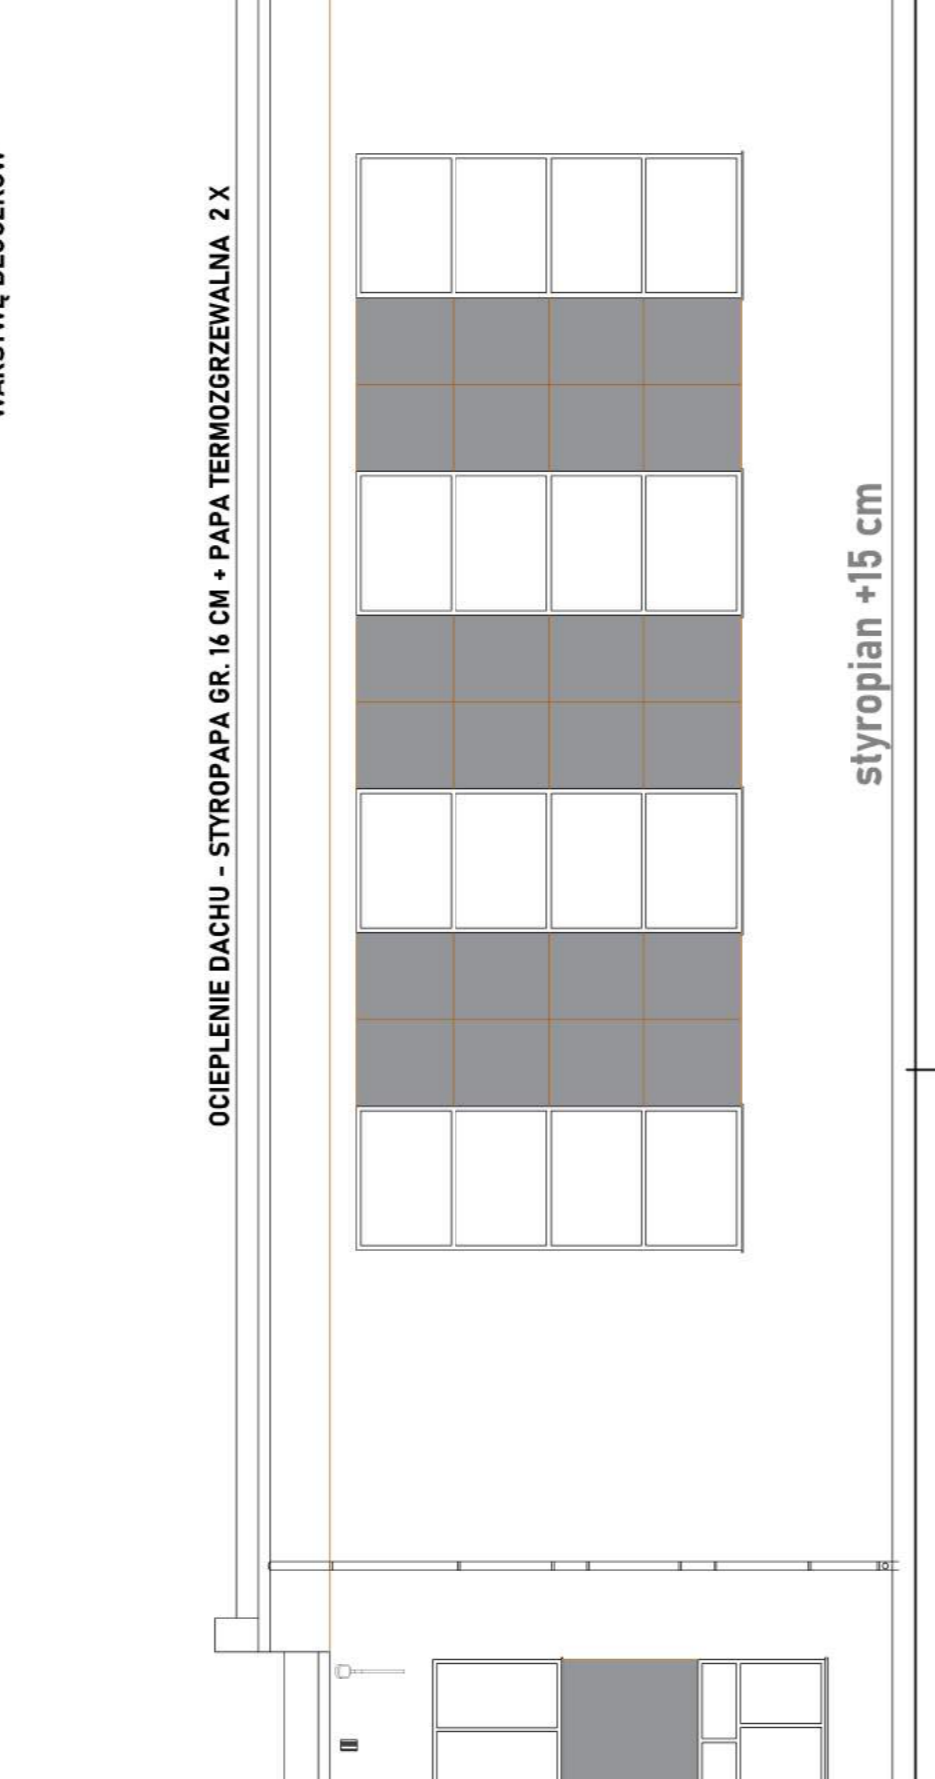 OCIEPLENIE DACHU - STYROPAPA GR. 16 CM + PAPA TERMOZGRZEWALNA 2 X
styropian +15 cm